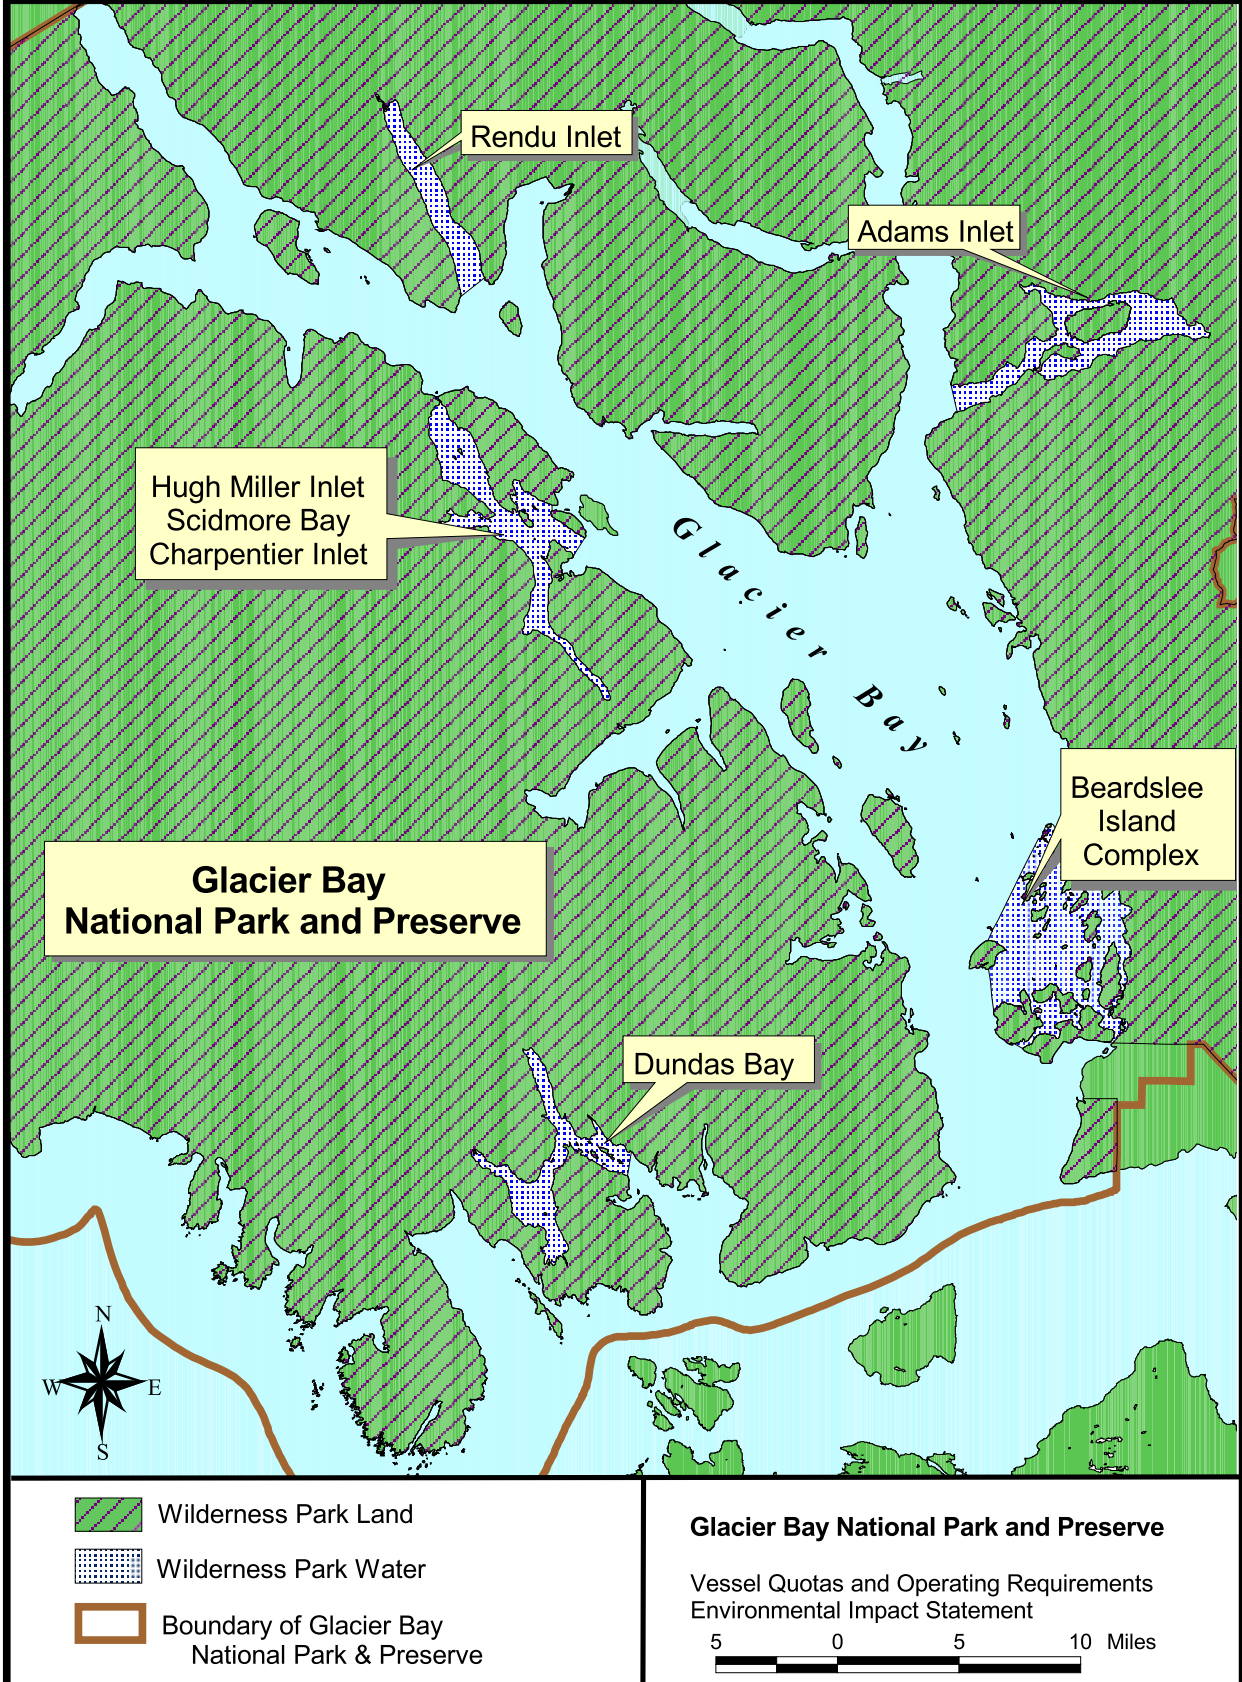 Rendu Inlet
Adams Inlet
Hugh Miller Inlet
Scidmore Bay
Charpentier Inlet
Glacier Bay
Beardslee
Island
Complex
Glacier Bay
National Park and Preserve
Dundas Bay
N
W
E
S
Wilderness Park Land
Wilderness Park Water
Boundary of Glacier Bay
National Park & Preserve
Glacier Bay National Park and Preserve
Vessel Quotas and Operating Requirements
Environmental Impact Statement
5 0 5 10 Miles